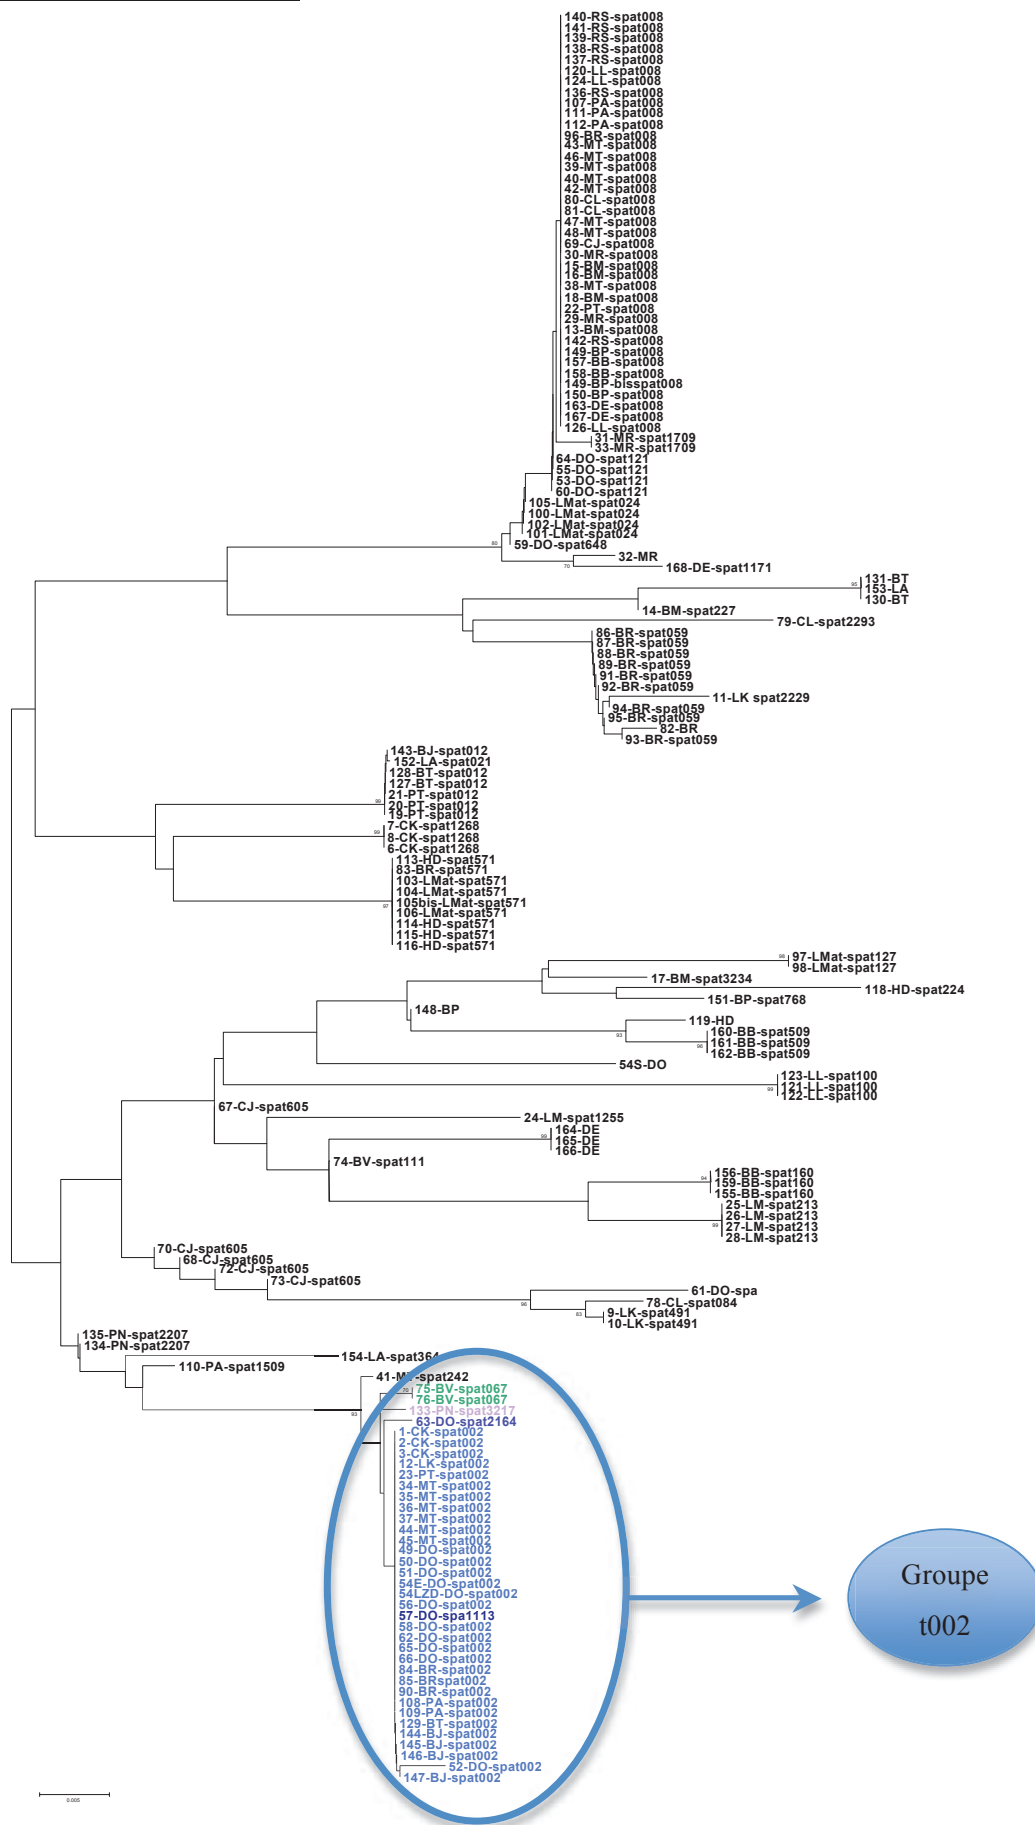 140-RS-spat008
141-RS-spat008
139-RS-spat008
138-RS-spat008
137-RS-spat008
120-LL-spat008
124-LL-spat008
136-RS-spat008
107-PA-spat008
111-PA-spat008
112-PA-spat008
96-BR-spat008
43-MT-spat008
46-MT-spat008
39-MT-spat008
40-MT-spat008
42-MT-spat008
80-CL-spat008
81-CL-spat008
47-MT-spat008
48-MT-spat008
69-CJ-spat008
30-MR-spat008
15-BM-spat008
16-BM-spat008
38-MT-spat008
18-BM-spat008
22-PT-spat008
29-MR-spat008
13-BM-spat008
142-RS-spat008
149-BP-spat008
157-BB-spat008
158-BB-spat008
149-BP-bisspat008
150-BP-spat008
163-DE-spat008
167-DE-spat008
126-LL-spat008
31-MR-spat1709
33-MR-spat1709
64-DO-spat121
55-DO-spat121
53-DO-spat121
60-DO-spat121
105-LMat-spat024
100-LMat-spat024
102-LMat-spat024
101-LMat-spat024
80
59-DO-spat648
32-MR
70
168-DE-spat1171
131-BT
95
153-LA
130-BT
14-BM-spat227
79-CL-spat2293
86-BR-spat059
87-BR-spat059
88-BR-spat059
89-BR-spat059
91-BR-spat059
92-BR-spat059
11-LK spat2229
94-BR-spat059
95-BR-spat059
82-BR
93-BR-spat059
143-BJ-spat012
152-LA-spat021
128-BT-spat012
127-BT-spat012
21-PT-spat012
99
20-PT-spat012
19-PT-spat012
7-CK-spat1268
99
8-CK-spat1268
6-CK-spat1268
113-HD-spat571
83-BR-spat571
103-LMat-spat571
104-LMat-spat571
105bis-LMat-spat571
97
106-LMat-spat571
114-HD-spat571
115-HD-spat571
116-HD-spat571
98
97-LMat-spat127
98-LMat-spat127
17-BM-spat3234
118-HD-spat224
151-BP-spat768
148-BP
119-HD
93
160-BB-spat509
161-BB-spat509
96
162-BB-spat509
54S-DO
123-LL-spat100
99
121-LL-spat100
122-LL-spat100
67-CJ-spat605
24-LM-spat1255
164-DE
99
165-DE
166-DE
74-BV-spat111
156-BB-spat160
94
159-BB-spat160
155-BB-spat160
25-LM-spat213
26-LM-spat213
99
27-LM-spat213
28-LM-spat213
70-CJ-spat605
68-CJ-spat605
72-CJ-spat605
73-CJ-spat605
61-DO-spa
96
78-CL-spat084
83
9-LK-spat491
10-LK-spat491
135-PN-spat2207
134-PN-spat2207
154-LA-spat364
110-PA-spat1509
41-MT-spat242
75-BV-spat067
76
76-BV-spat067
133-PN-spat3217
93
63-DO-spat2164
1-CK-spat002
2-CK-spat002
3-CK-spat002
12-LK-spat002
23-PT-spat002
34-MT-spat002
35-MT-spat002
36-MT-spat002
37-MT-spat002
44-MT-spat002
45-MT-spat002
49-DO-spat002
50-DO-spat002
51-DO-spat002
54E-DO-spat002
54LZD-DO-spat002
56-DO-spat002
57-DO-spa1113
58-DO-spat002
62-DO-spat002
65-DO-spat002
66-DO-spat002
84-BR-spat002
85-BRspat002
90-BR-spat002
108-PA-spat002
109-PA-spat002
129-BT-spat002
144-BJ-spat002
145-BJ-spat002
146-BJ-spat002
52-DO-spat002
147-BJ-spat002
Groupe
t002
0.005